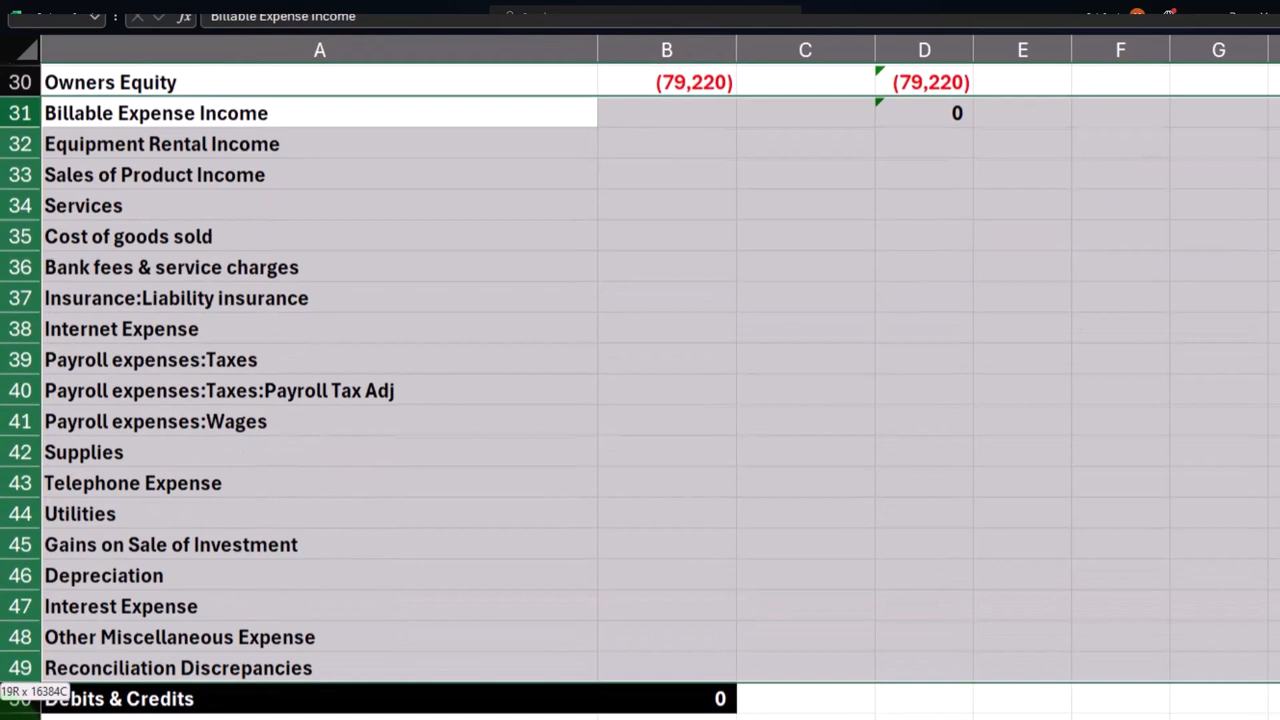 fx Billable Expense Income
A B C D E F G
30 Owners Equity (79,220) (79,220)
31 Billable Expense Income 0
32 Equipment Rental Income
33 Sales of Product Income
34 Services
35 Cost of goods sold
36 Bank fees & service charges
37 Insurance:Liability insurance
38 Internet Expense
39 Payroll expenses:Taxes
40 Payroll expenses:Taxes:Payroll Tax Adj
41 Payroll expenses:Wages
42 Supplies
43 Telephone Expense
44 Utilities
45 Gains on Sale of Investment
46 Depreciation
47 Interest Expense
48 Other Miscellaneous Expense
49 Reconciliation Discrepancies
19R x 16384C
Debits & Credits 0